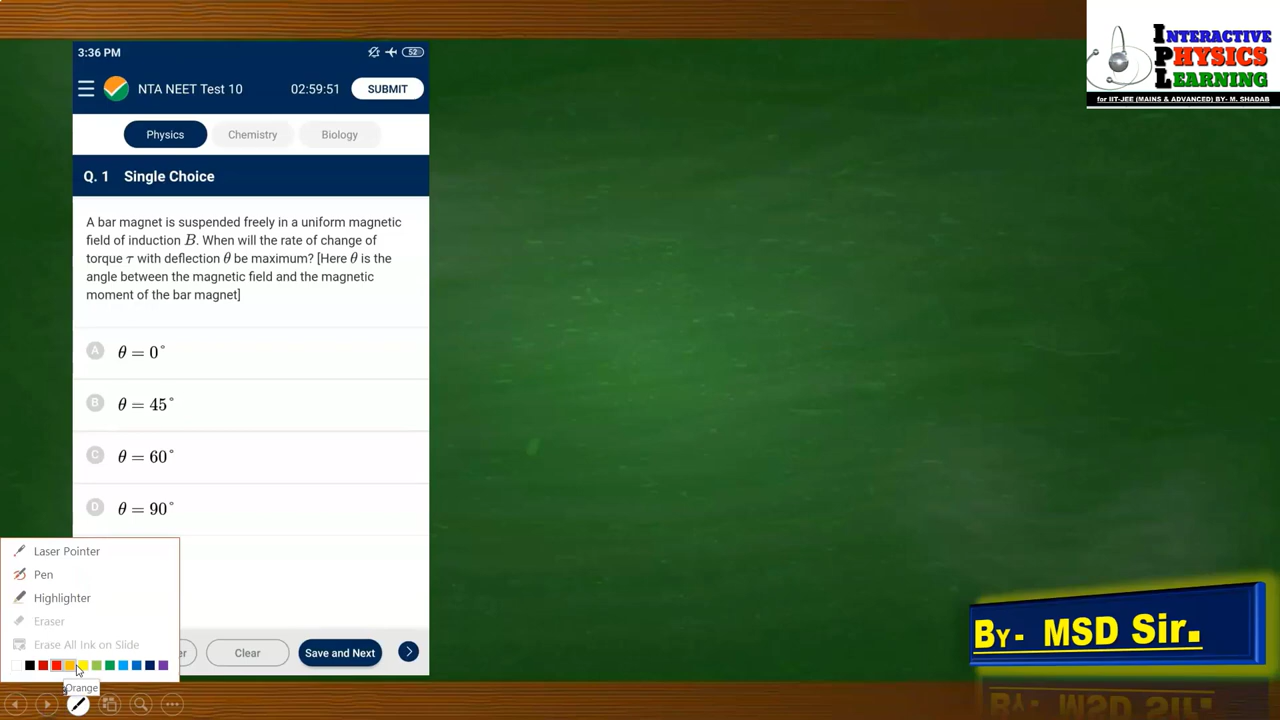 INTERACTIVE
PHYSICS
LEARNING
for IIT-JEE (MAINS & ADVANCED) BY- M. SHADAB
3:36 PM
52
NTA NEET Test 10
02:59:51
SUBMIT
Physics
Chemistry
Biology
Q. 1 Single Choice
A bar magnet is suspended freely in a uniform magnetic
field of induction B. When will the rate of change of
torque τ with deflection θ be maximum? [Here θ is the
angle between the magnetic field and the magnetic
moment of the bar magnet]
A θ = 0°
B θ = 45°
C θ = 60°
D θ = 90°
Laser Pointer
Pen
Highlighter
Eraser
Erase All Ink on Slide
Orange
er
Clear
Save and Next
By- MSD Sir.